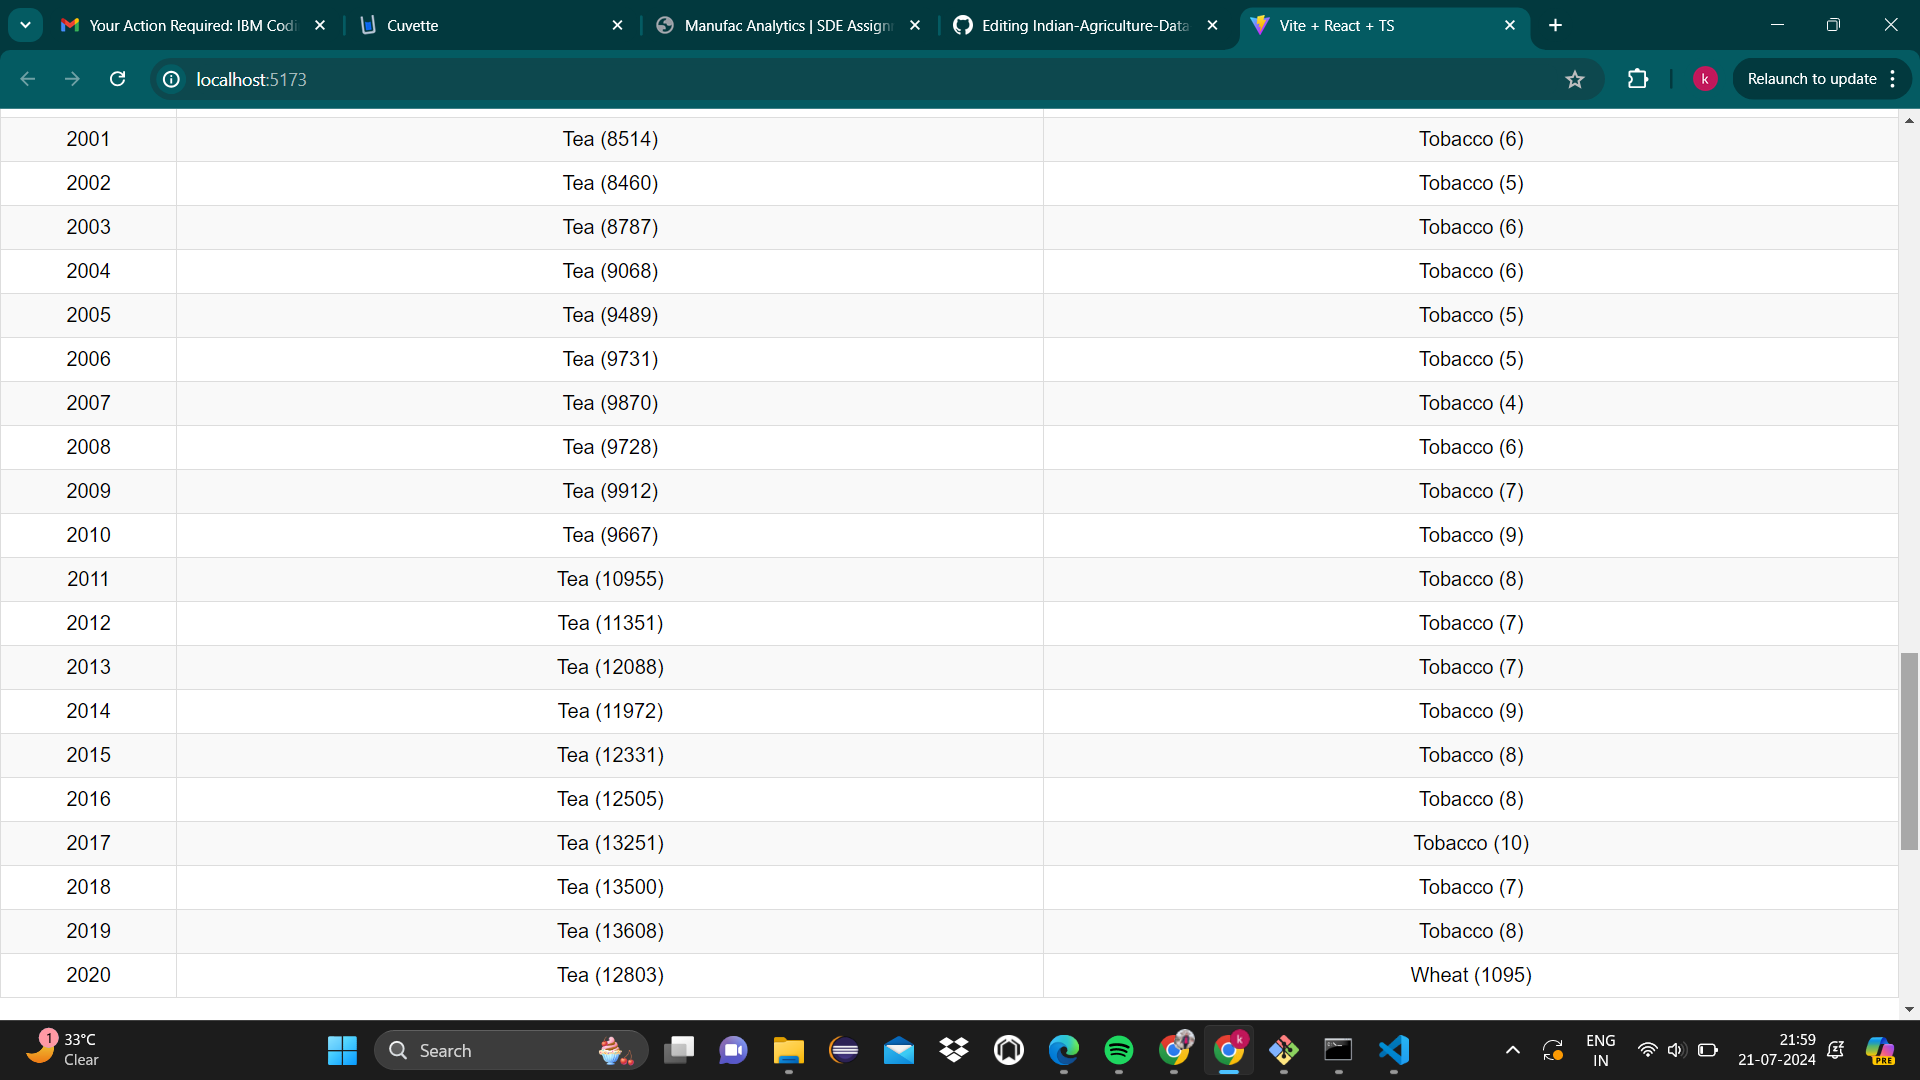 Your Action Required: IBM Codi
Cuvette
Manufac Analytics | SDE Assign
Editing Indian-Agriculture-Data
Vite + React + TS
localhost:5173
k
Relaunch to update
2001 Tea (8514) Tobacco (6)
2002 Tea (8460) Tobacco (5)
2003 Tea (8787) Tobacco (6)
2004 Tea (9068) Tobacco (6)
2005 Tea (9489) Tobacco (5)
2006 Tea (9731) Tobacco (5)
2007 Tea (9870) Tobacco (4)
2008 Tea (9728) Tobacco (6)
2009 Tea (9912) Tobacco (7)
2010 Tea (9667) Tobacco (9)
2011 Tea (10955) Tobacco (8)
2012 Tea (11351) Tobacco (7)
2013 Tea (12088) Tobacco (7)
2014 Tea (11972) Tobacco (9)
2015 Tea (12331) Tobacco (8)
2016 Tea (12505) Tobacco (8)
2017 Tea (13251) Tobacco (10)
2018 Tea (13500) Tobacco (7)
2019 Tea (13608) Tobacco (8)
2020 Tea (12803) Wheat (1095)
1
33°C
Clear
Search
k
ENG
IN
21:59
21-07-2024
PRE